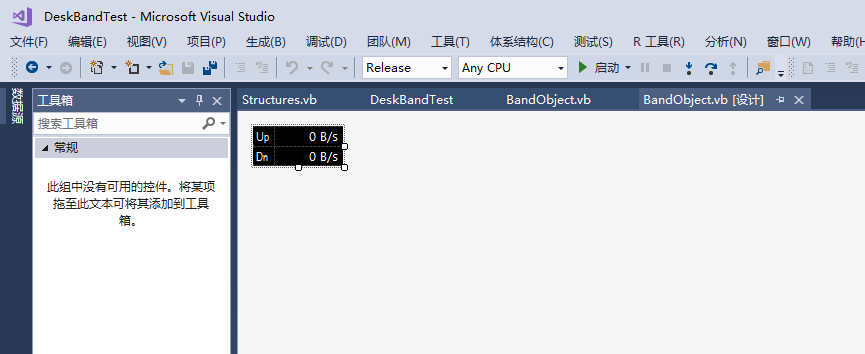 DeskBandTest - Microsoft Visual Studio
文件(F) 编辑(E) 视图(V) 项目(P) 生成(B) 调试(D) 团队(M) 工具(T) 体系结构(C) 测试(S) R 工具(R) 分析(N) 窗口(W) 帮助(H
Release Any CPU 启动
数据源
工具箱
Structures.vb DeskBandTest BandObject.vb BandObject.vb [设计]
搜索工具箱
常规
此组中没有可用的控件。将某项
拖至此文本可将其添加到工具
箱。
Up 0 B/s
Dn 0 B/s